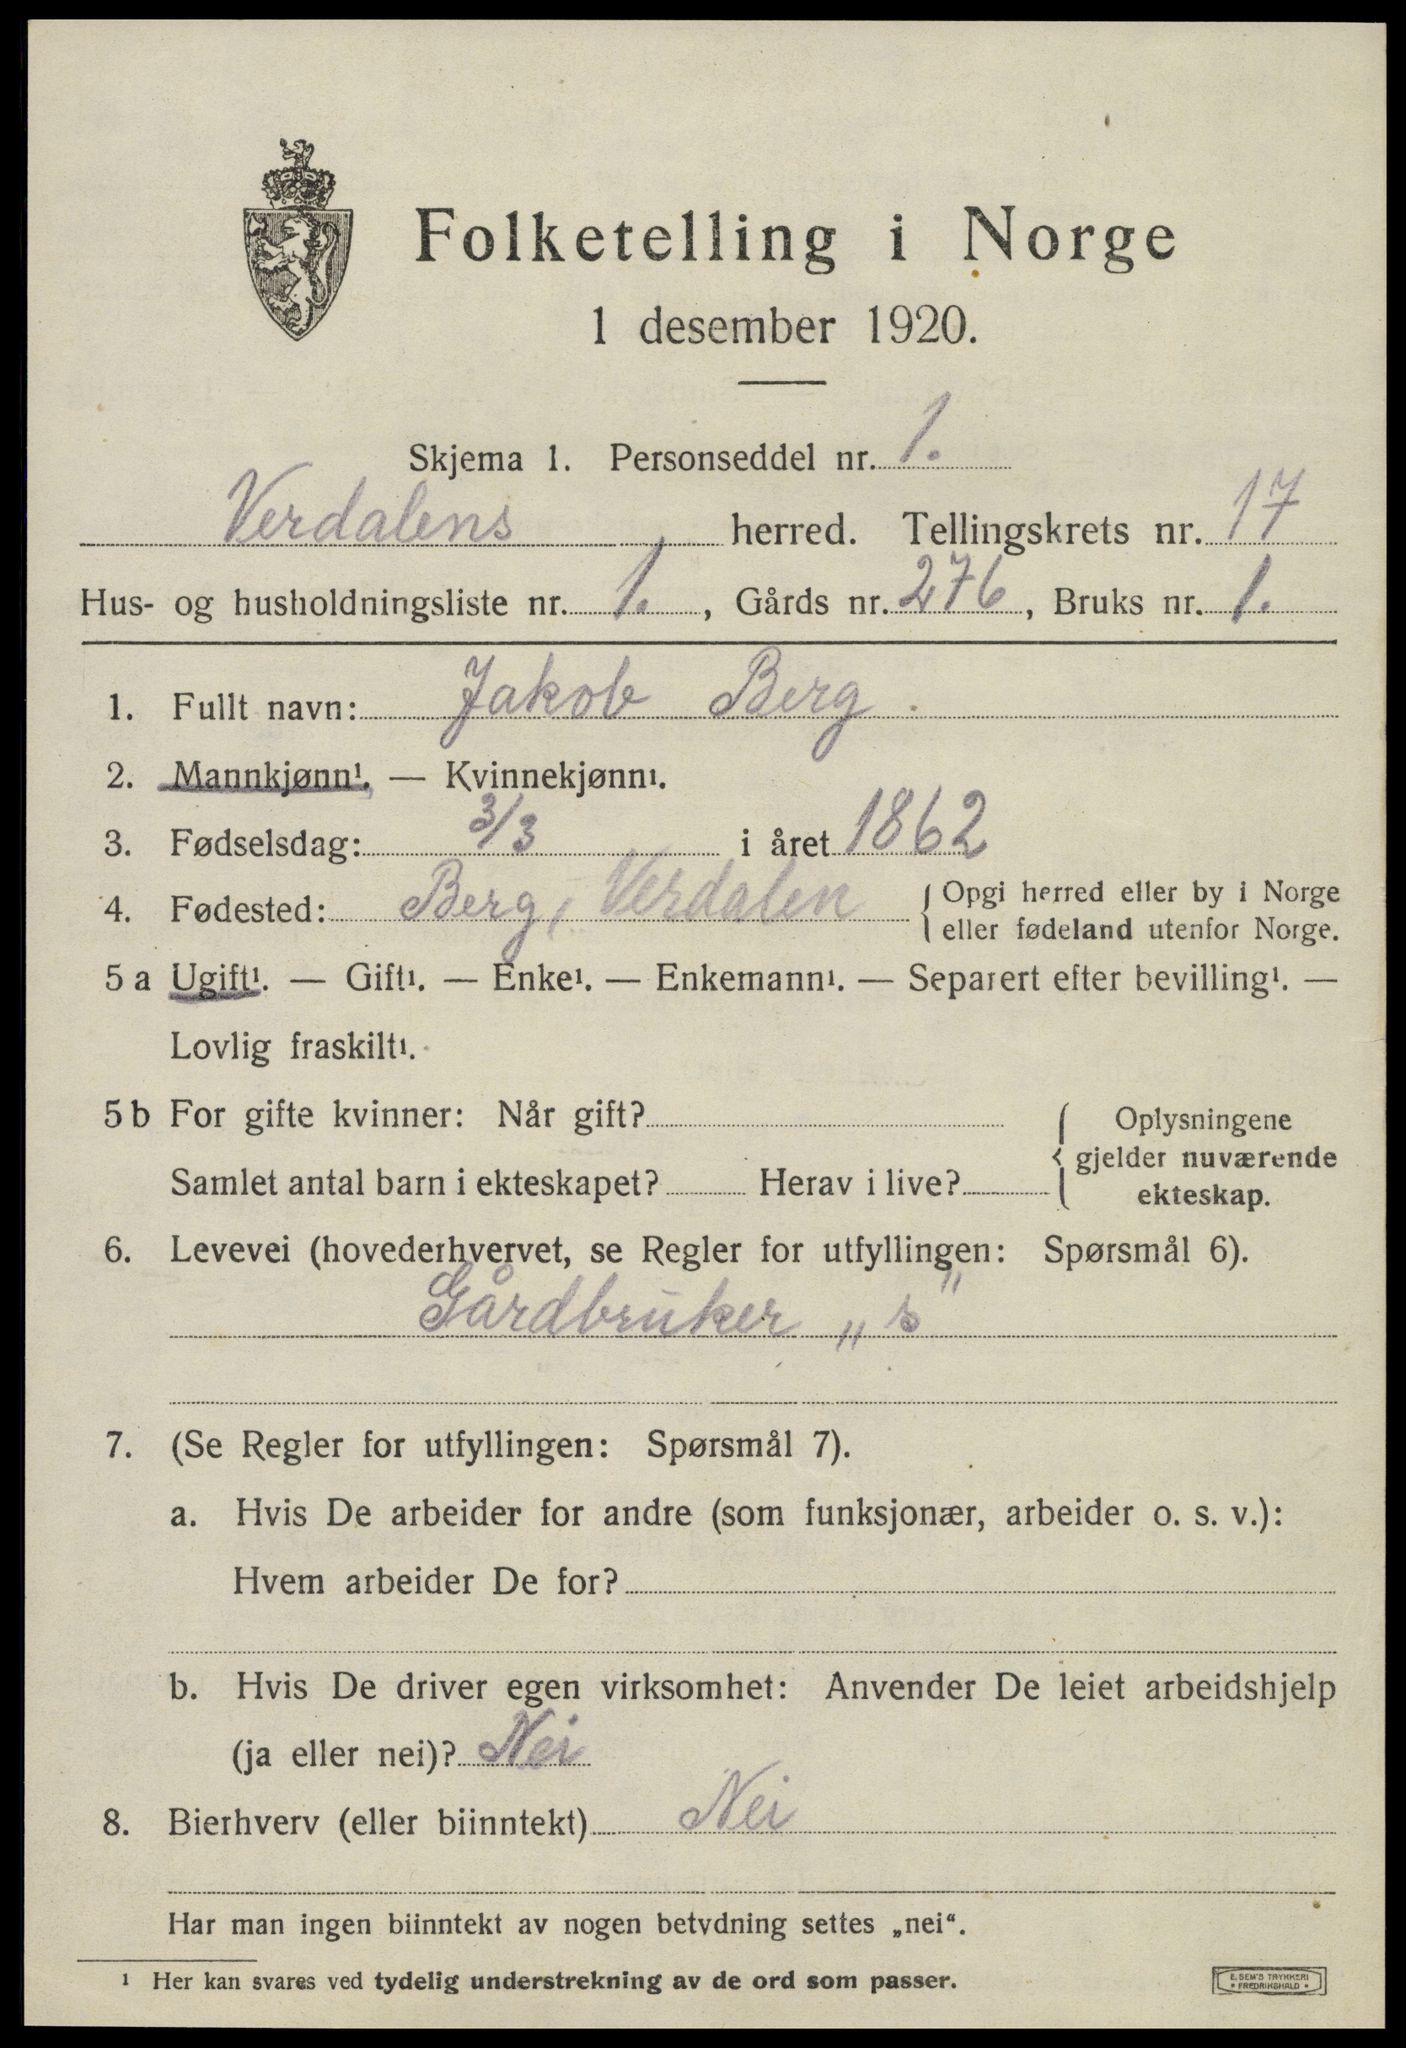 Folketelling i Norge
1 desember 1920.
Skjema 1. Personseddel nr. 1.
Verdalens herred. Tellingskrets nr. 17
Hus- og husholdningsliste nr. 1., Gårds nr. 276, Bruks nr. 1.
1. Fullt navn: Jakob Berg
2. Mannkjønn¹. — Kvinnekjønn¹.
3. Fødselsdag: 3/3 i året 1862
4. Fødested: Berg, Verdalen { Opgi herred eller by i Norge
eller fødeland utenfor Norge.
5 a Ugift¹. — Gift¹. — Enke¹. — Enkemann¹. — Separert efter bevilling¹. —
Lovlig fraskilt¹.
5 b For gifte kvinner: Når gift? { Oplysningene
gjelder nuværende
Samlet antal barn i ekteskapet? Herav i live? ekteskap.
6. Levevei (hovederhvervet, se Regler for utfyllingen: Spørsmål 6).
Gårdbruker „s"
7. (Se Regler for utfyllingen: Spørsmål 7).
a. Hvis De arbeider for andre (som funksjonær, arbeider o. s. v.):
Hvem arbeider De for?
b. Hvis De driver egen virksomhet: Anvender De leiet arbeidshjelp
(ja eller nei)? Nei
8. Bierhverv (eller biinntekt) Nei
Har man ingen biinntekt av nogen betydning settes „nei“.
¹ Her kan svares ved tydelig understrekning av de ord som passer.
E. SEM'S TRYKKERI
• FREDRIKSHALD •